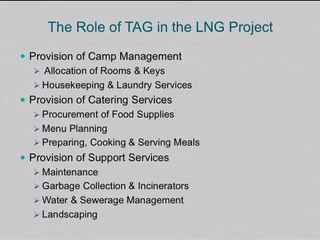 The Role of TAG in the LNG Project
Provision of Camp Management
Allocation of Rooms & Keys
Housekeeping & Laundry Services
Provision of Catering Services
Procurement of Food Supplies
Menu Planning
Preparing, Cooking & Serving Meals
Provision of Support Services
Maintenance
Garbage Collection & Incinerators
Water & Sewerage Management
Landscaping